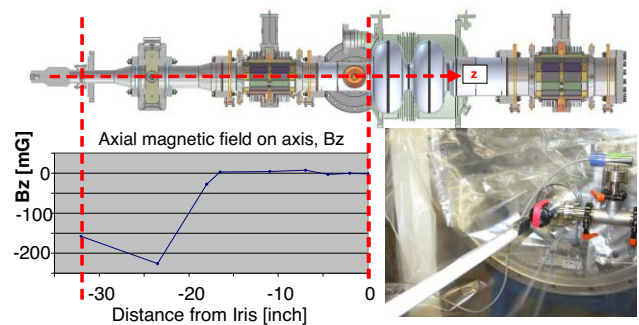 z
Axial magnetic field on axis, Bz
Bz [mG]
0
-100
-200
-30
-20
-10
0
Distance from Iris [inch]